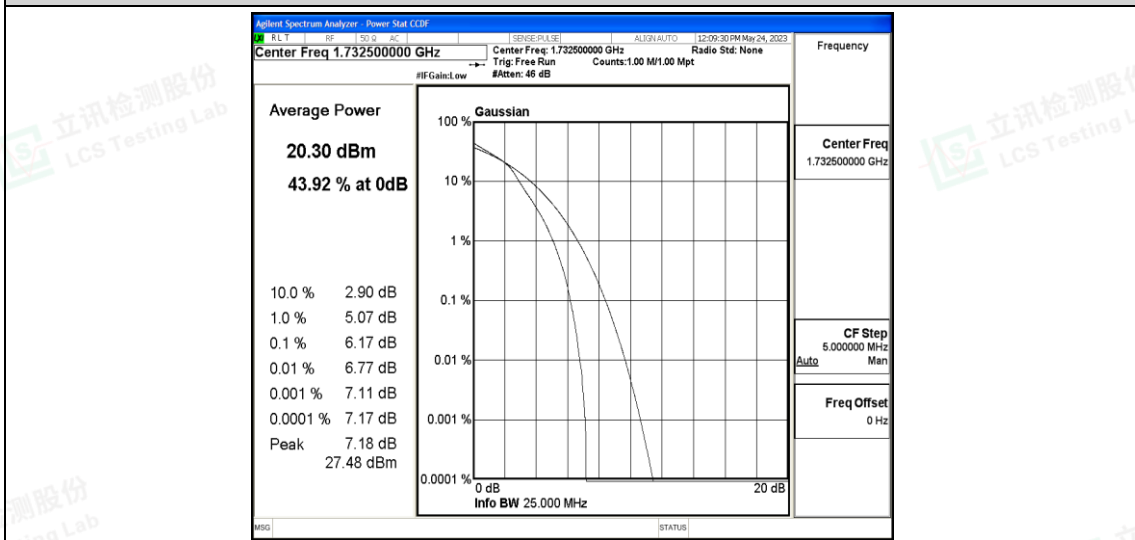 Agilent Spectrum Analyzer - Power Stat CCDF
LXI RLT RF 50 Ω AC SENSE:PULSE ALIGN AUTO 12:09:30 PM May 24, 2023
Center Freq 1.732500000 GHz
Center Freq: 1.732500000 GHz Radio Std: None
Trig: Free Run Counts:1.00 M/1.00 Mpt
#IFGain:Low #Atten: 46 dB
Average Power
20.30 dBm
43.92 % at 0dB
10.0 % 2.90 dB
1.0 % 5.07 dB
0.1 % 6.17 dB
0.01 % 6.77 dB
0.001 % 7.11 dB
0.0001 % 7.17 dB
Peak 7.18 dB
27.48 dBm
Gaussian
100 %
10 %
1 %
0.1 %
0.01 %
0.001 %
0.0001 %
0 dB 20 dB
Info BW 25.000 MHz
Frequency
Center Freq
1.732500000 GHz
CF Step
5.000000 MHz
Auto Man
Freq Offset
0 Hz
MSG STATUS
立讯检测股份
LCS Testing Lab
立讯检测股份
LCS Testing L
测股份
ng Lab